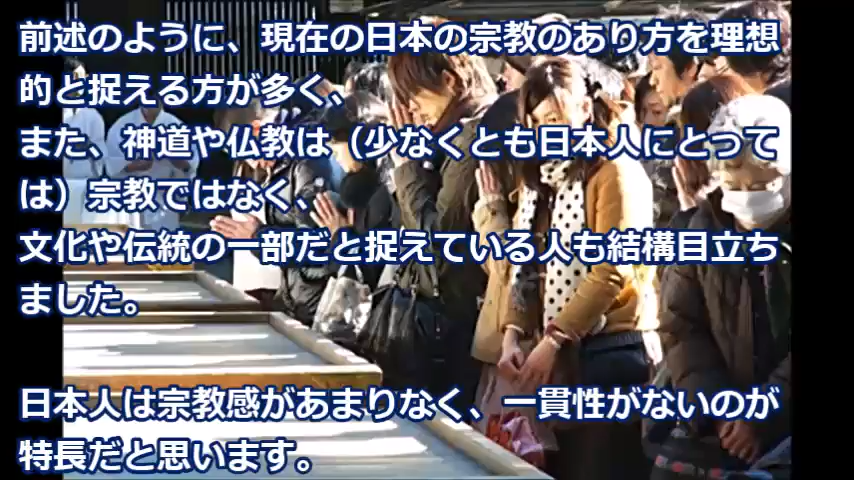 前述のように、現在の日本の宗教のあり方を理想
的と捉える方が多く、
また、神道や仏教は（少なくとも日本人にとって
は）宗教ではなく、
文化や伝統の一部だと捉えている人も結構目立ち
ました。
日本人は宗教感があまりなく、一貫性がないのが
特長だと思います。